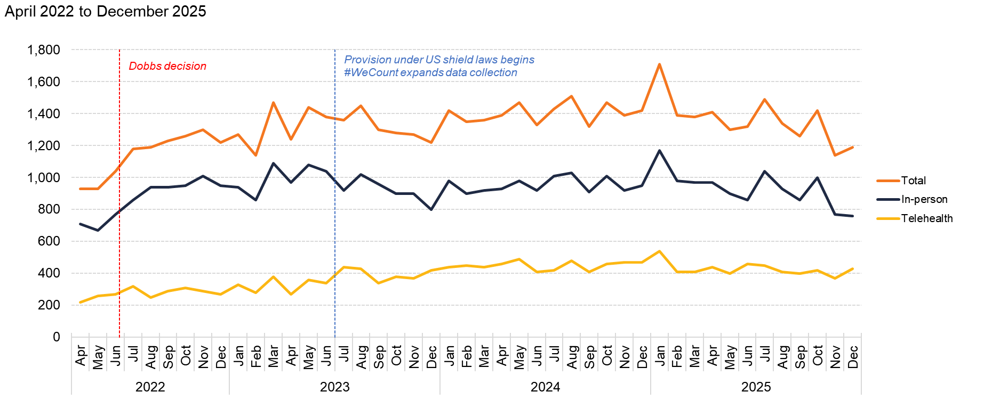 April 2022 to December 2025
1,800
1,600
1,400
1,200
1,000
800
600
400
200
0
Dobbs decision
Provision under US shield laws begins
#WeCount expands data collection
Total
In-person
Telehealth
Apr May Jun Jul Aug Sep Oct Nov Dec Jan Feb Mar Apr May Jun Jul Aug Sep Oct Nov Dec Jan Feb Mar Apr May Jun Jul Aug Sep Oct Nov Dec Jan Feb Mar Apr May Jun Jul Aug Sep Oct Nov Dec
2022 2023 2024 2025